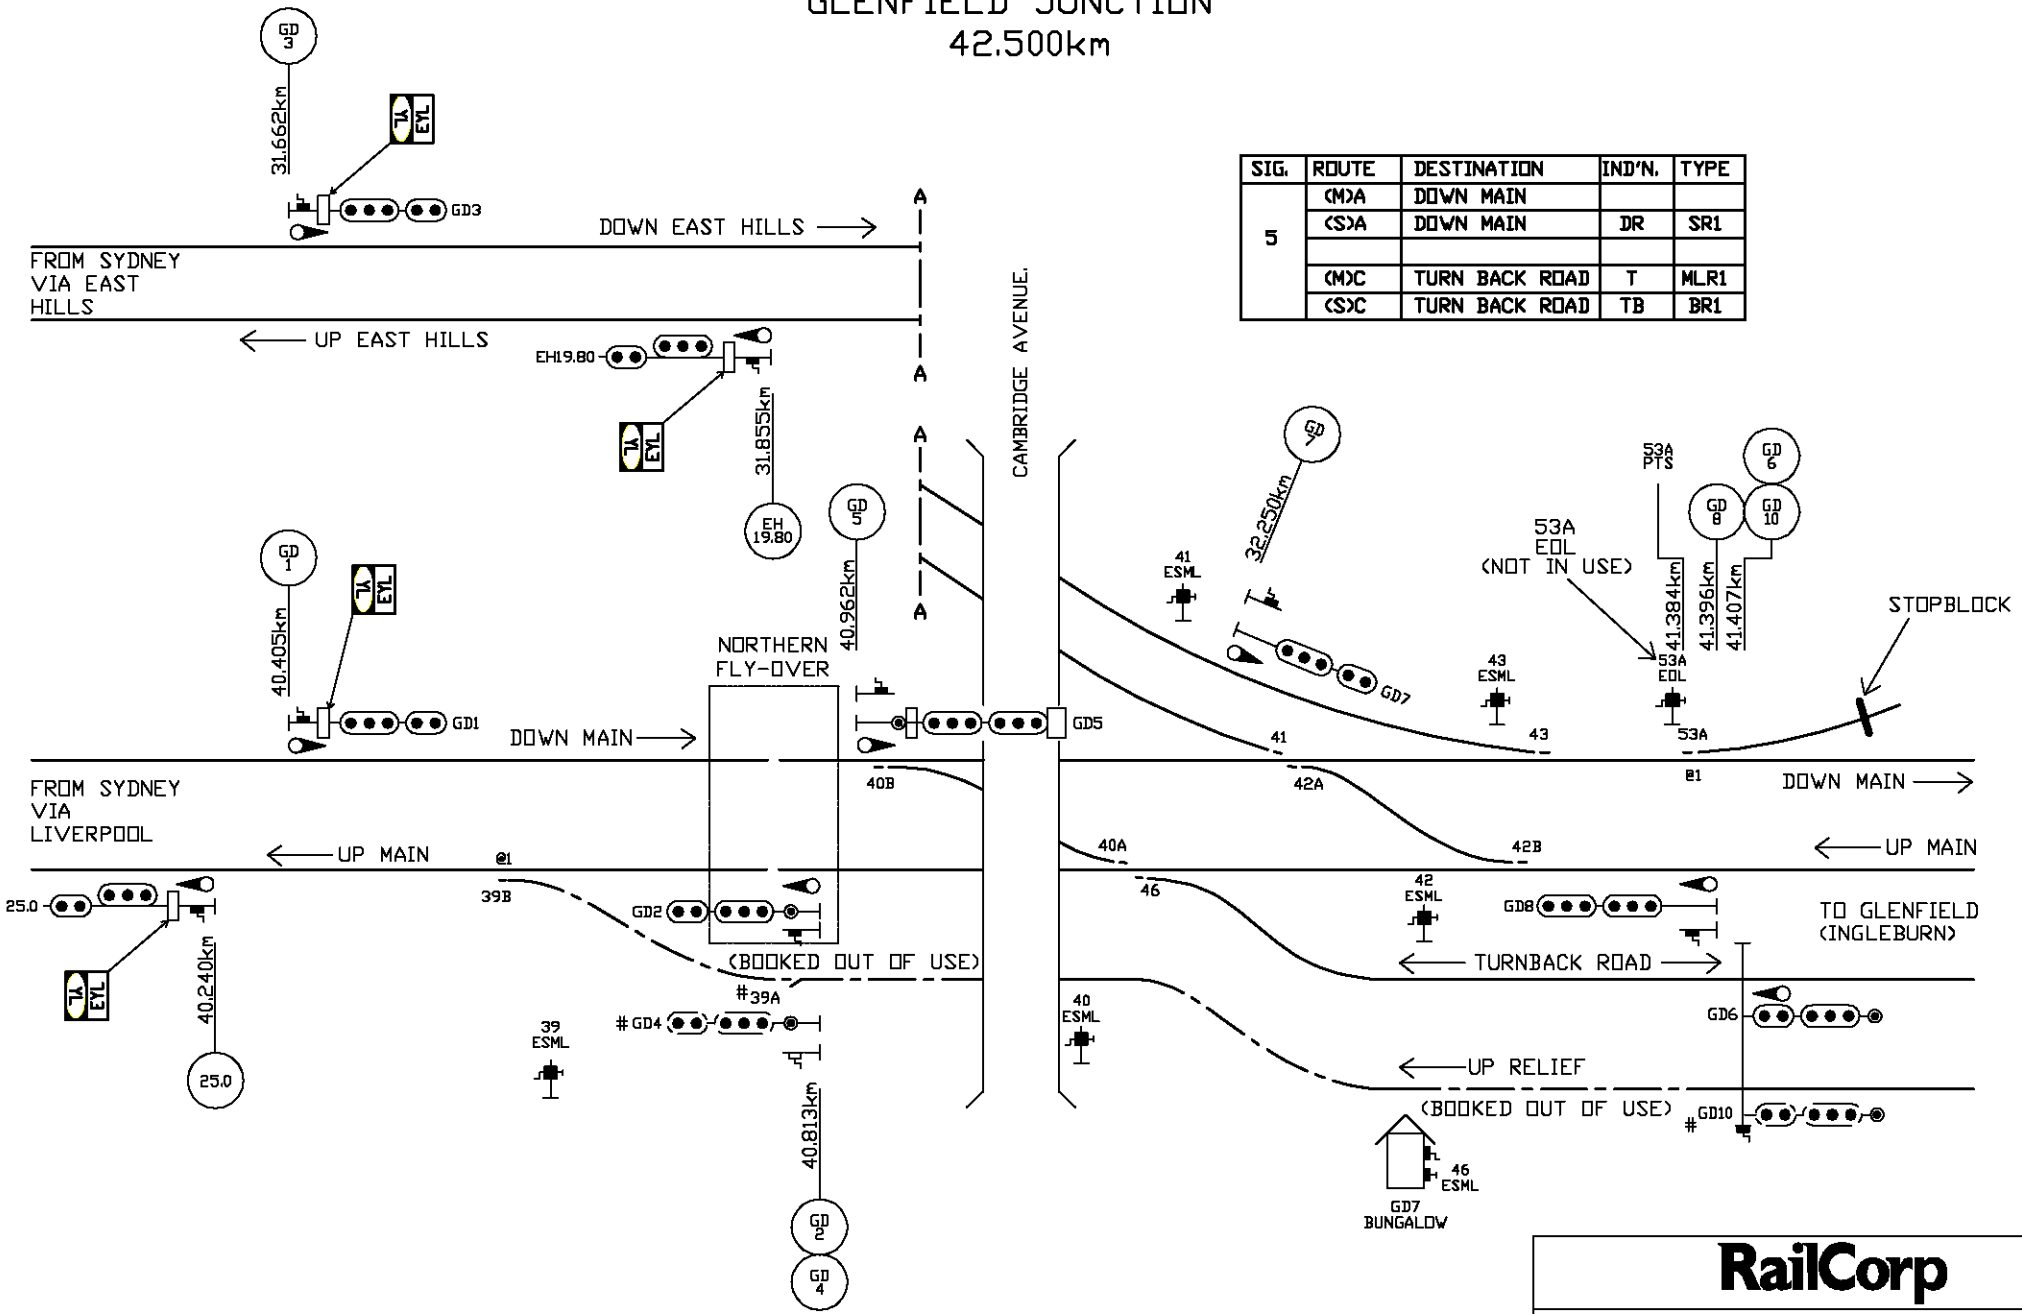 GLENFIELD JUNCTION
42.500km
GD
3
31.662km
YL
EYL
GD3
DOWN EAST HILLS
A
FROM SYDNEY
VIA EAST
HILLS
UP EAST HILLS
EH19.80
YL
EYL
31.855km
EH
19.80
A
A
A
CAMBRIDGE AVENUE.
SIG. ROUTE DESTINATION IND'N. TYPE
5
(M)A DOWN MAIN
(S)A DOWN MAIN DR SR1
(M)C TURN BACK ROAD T MLR1
(S)C TURN BACK ROAD TB BR1
GD
1
40.405km
YL
EYL
GD1
DOWN MAIN
NORTHERN
FLY-OVER
GD
5
40.962km
GD5
GD
7
32.250km
GD7
41
ESML
43
ESML
53A
EOL
(NOT IN USE)
53A
PTS
GD
8
GD
6
GD
10
41.384km
41.396km
41.407km
53A
EOL
STOPBLOCK
41
43
53A
FROM SYDNEY
VIA
LIVERPOOL
40B
42A
@1
DOWN MAIN
UP MAIN
@1
39B
40A
46
42B
UP MAIN
25.0
YL
EYL
40.240km
25.0
GD2
(BOOKED OUT OF USE)
#39A
#GD4
39
ESML
40.813km
GD
2
GD
4
40
ESML
42
ESML
GD8
TO GLENFIELD
(INGLEBURN)
TURNBACK ROAD
GD6
UP RELIEF
(BOOKED OUT OF USE)
#GD10
46
ESML
GD7
BUNGALOW
RailCorp